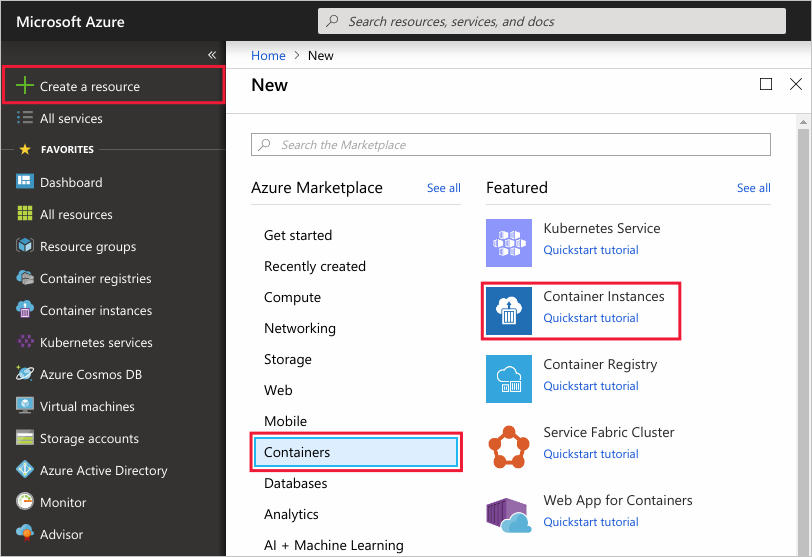 Microsoft Azure
Search resources, services, and docs
«
Create a resource
All services
FAVORITES
Dashboard
All resources
Resource groups
Container registries
Container instances
Kubernetes services
Azure Cosmos DB
Virtual machines
Storage accounts
Azure Active Directory
Monitor
Advisor
Home > New
New
Search the Marketplace
Azure Marketplace See all
Get started
Recently created
Compute
Networking
Storage
Web
Mobile
Containers
Databases
Analytics
AI + Machine Learning
Featured See all
Kubernetes Service
Quickstart tutorial
Container Instances
Quickstart tutorial
Container Registry
Quickstart tutorial
Service Fabric Cluster
Quickstart tutorial
Web App for Containers
Quickstart tutorial